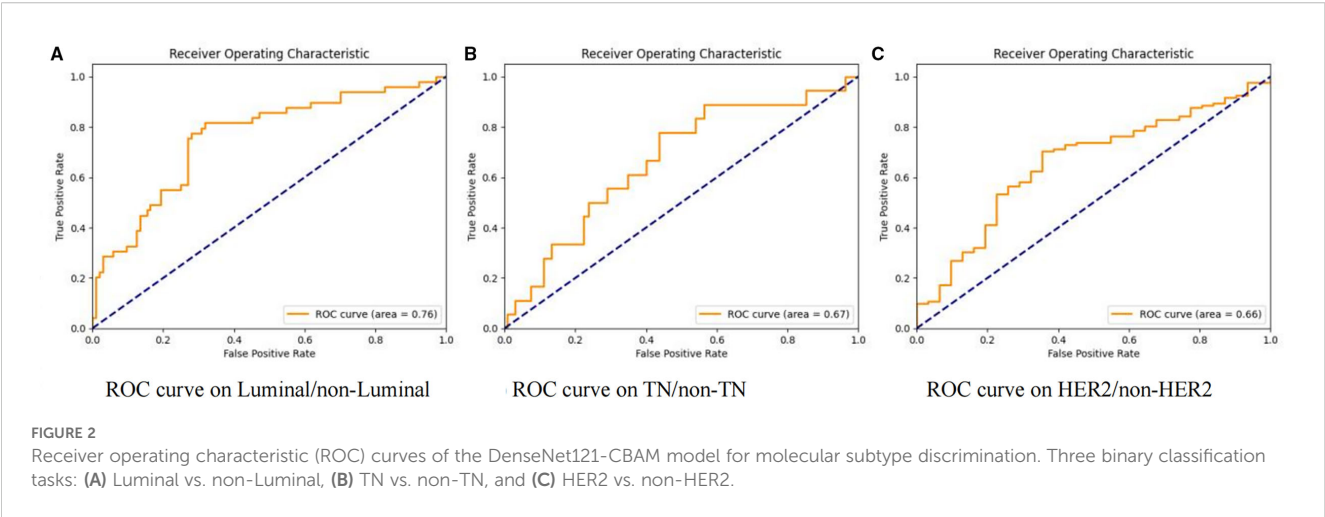 A
Receiver Operating Characteristic
True Positive Rate
1.0
0.8
0.6
0.4
0.2
0.0
0.0 0.2 0.4 0.6 0.8 1.0
False Positive Rate
ROC curve (area = 0.76)
ROC curve on Luminal/non-Luminal
B
Receiver Operating Characteristic
True Positive Rate
1.0
0.8
0.6
0.4
0.2
0.0
0.0 0.2 0.4 0.6 0.8 1.0
False Positive Rate
ROC curve (area = 0.67)
ROC curve on TN/non-TN
C
Receiver Operating Characteristic
True Positive Rate
1.0
0.8
0.6
0.4
0.2
0.0
0.0 0.2 0.4 0.6 0.8 1.0
False Positive Rate
ROC curve (area = 0.66)
ROC curve on HER2/non-HER2
FIGURE 2
Receiver operating characteristic (ROC) curves of the DenseNet121-CBAM model for molecular subtype discrimination. Three binary classification
tasks: (A) Luminal vs. non-Luminal, (B) TN vs. non-TN, and (C) HER2 vs. non-HER2.